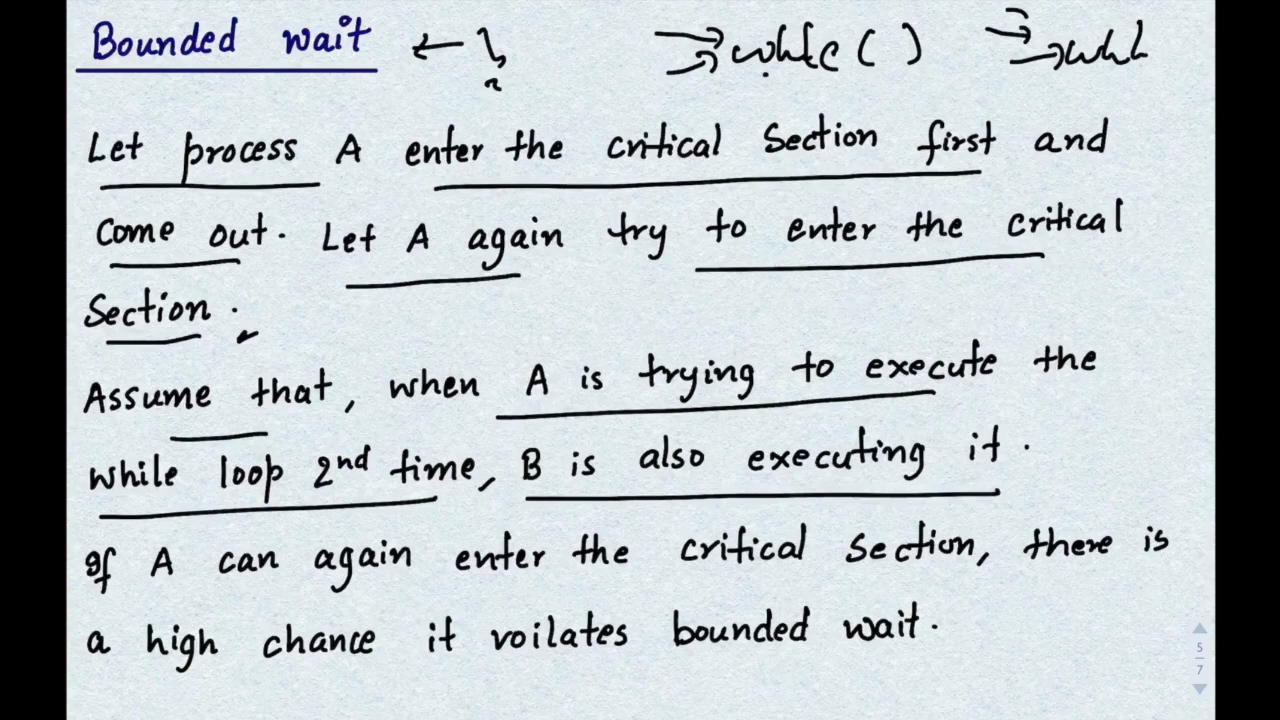 Bounded wait ← while ( )
Let process A enter the critical Section first and
Come out. Let A again try to enter the critical
Section.
Assume that, when A is trying to execute the
while loop 2nd time, B is also executing it.
If A can again enter the critical section, there is
a high chance it voilates bounded wait.
5
7